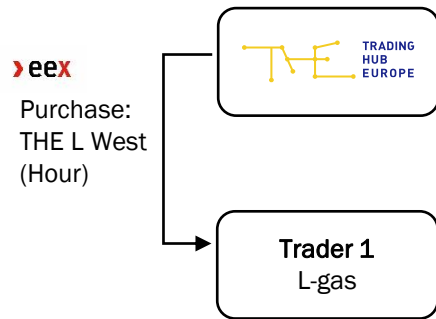 eex
Purchase:
THE L West
(Hour)
TRADING
HUB
EUROPE
Trader 1
L-gas